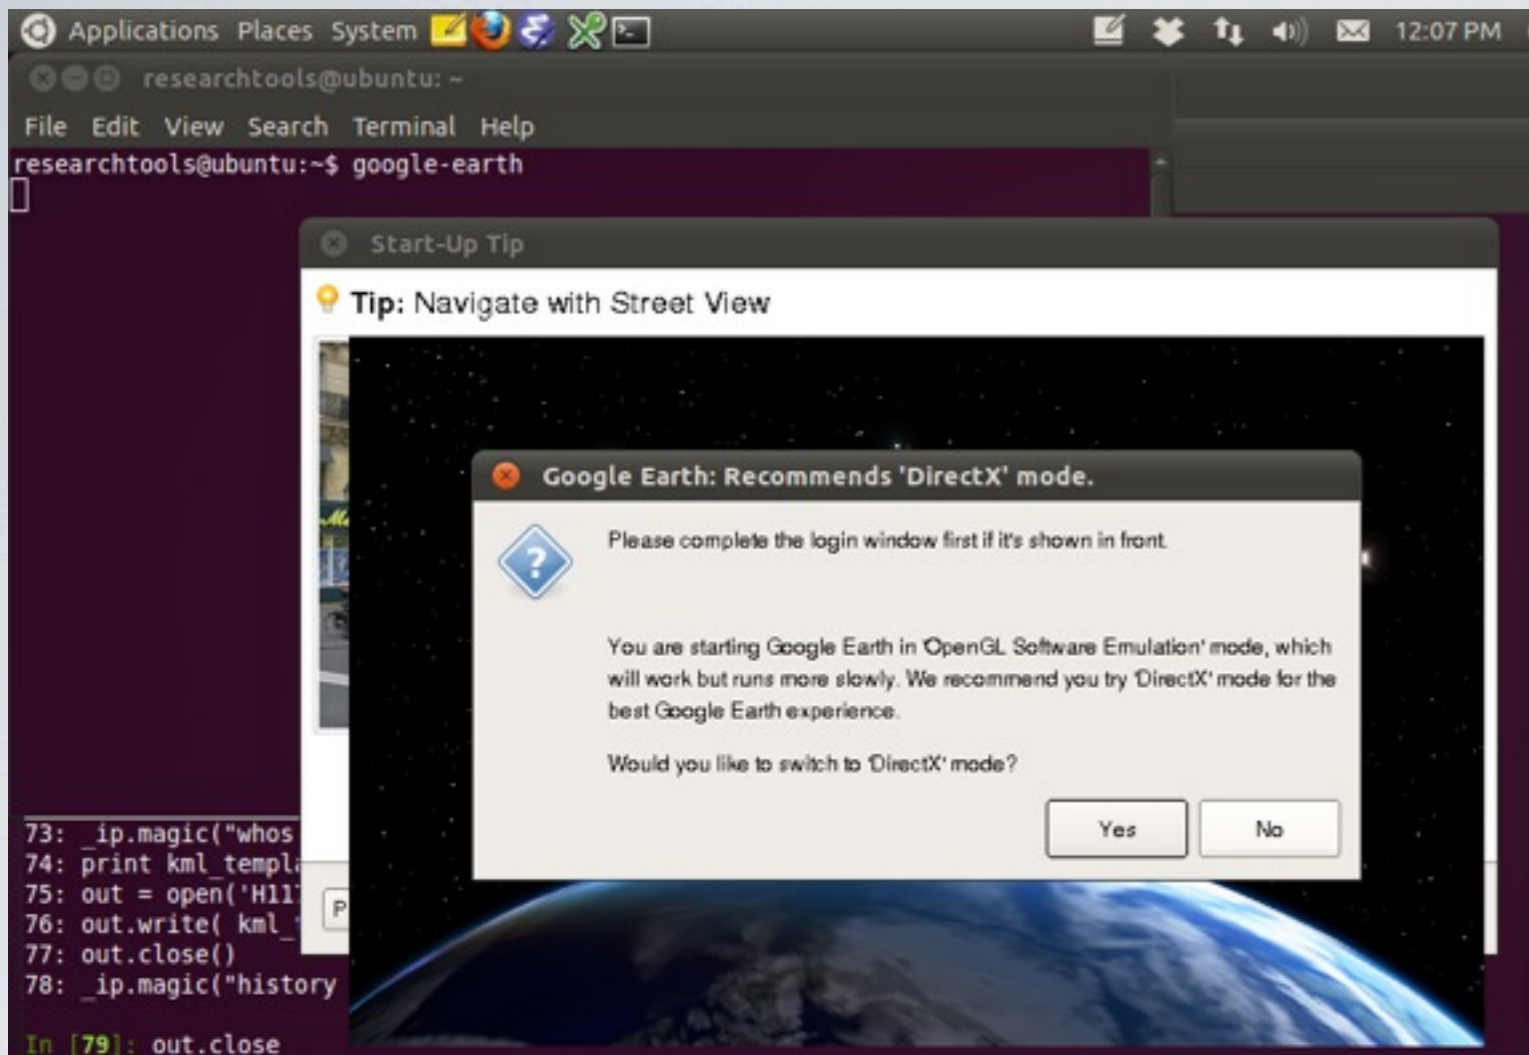 Applications Places System
12:07 PM
researchtools@ubuntu: ~
File Edit View Search Terminal Help
researchtools@ubuntu:~$ google-earth
Start-Up Tip
Tip: Navigate with Street View
Google Earth: Recommends 'DirectX' mode.
Please complete the login window first if it's shown in front.
You are starting Google Earth in 'OpenGL Software Emulation' mode, which
will work but runs more slowly. We recommend you try 'DirectX' mode for the
best Google Earth experience.
Would you like to switch to 'DirectX' mode?
Yes No
73: _ip.magic("whos
74: print kml_templa
75: out = open('H11
76: out.write( kml_
77: out.close()
78: _ip.magic("history
P
In [79]: out.close